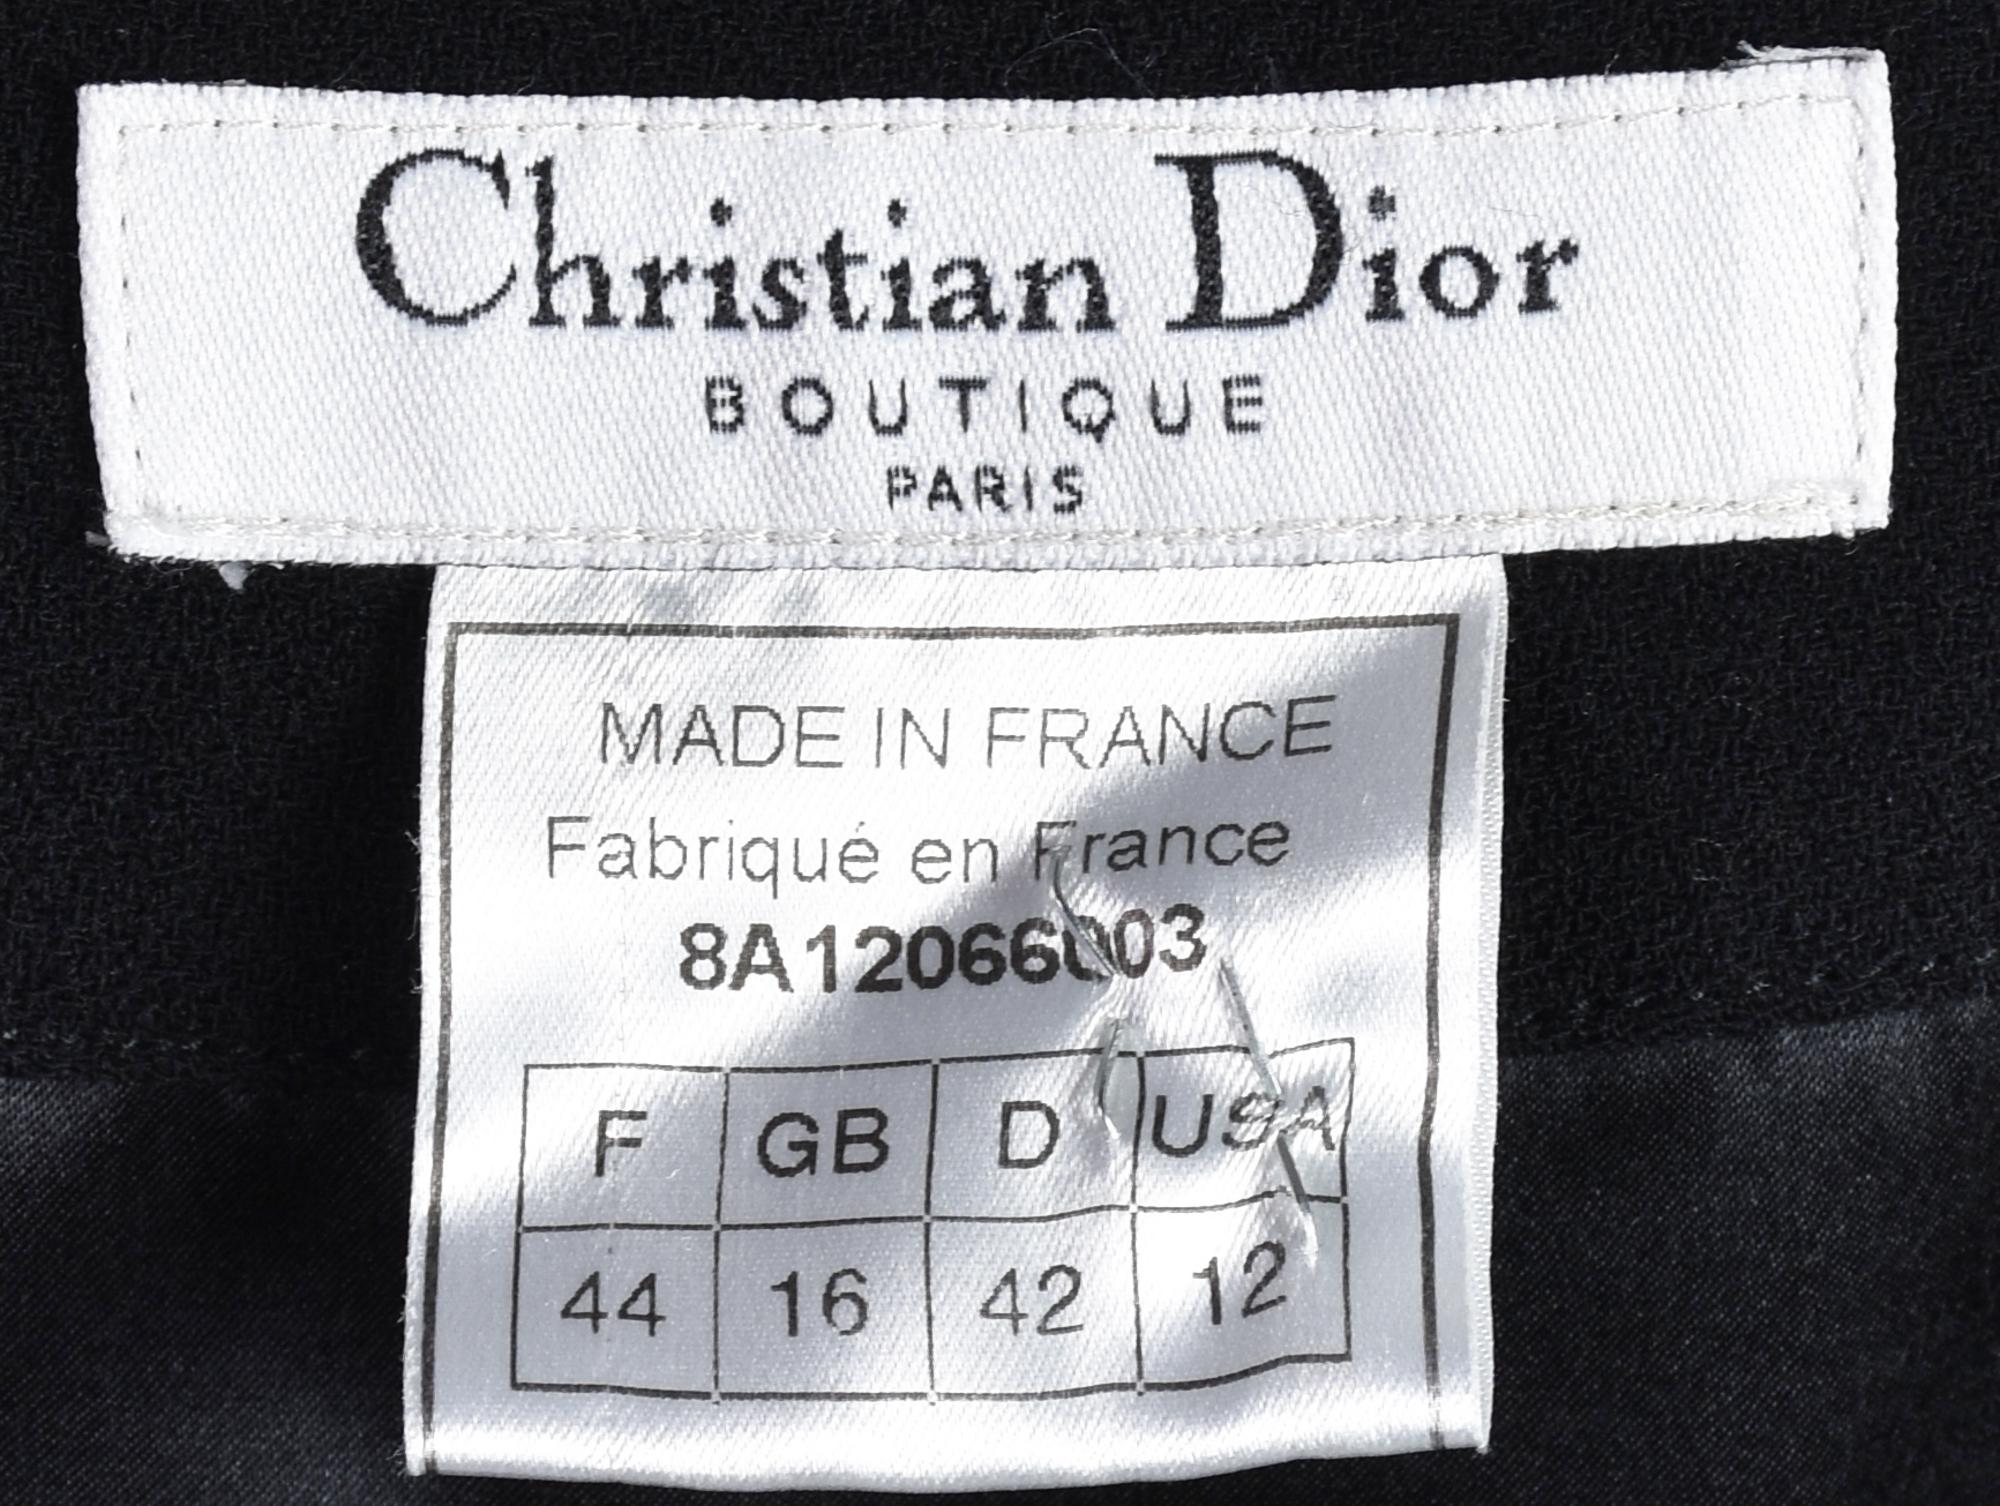 Christian Dior
BOUTIQUE
PARIS
MADE IN FRANCE
Fabriqué en France
8A12066003
F GB D USA
44 16 42 12